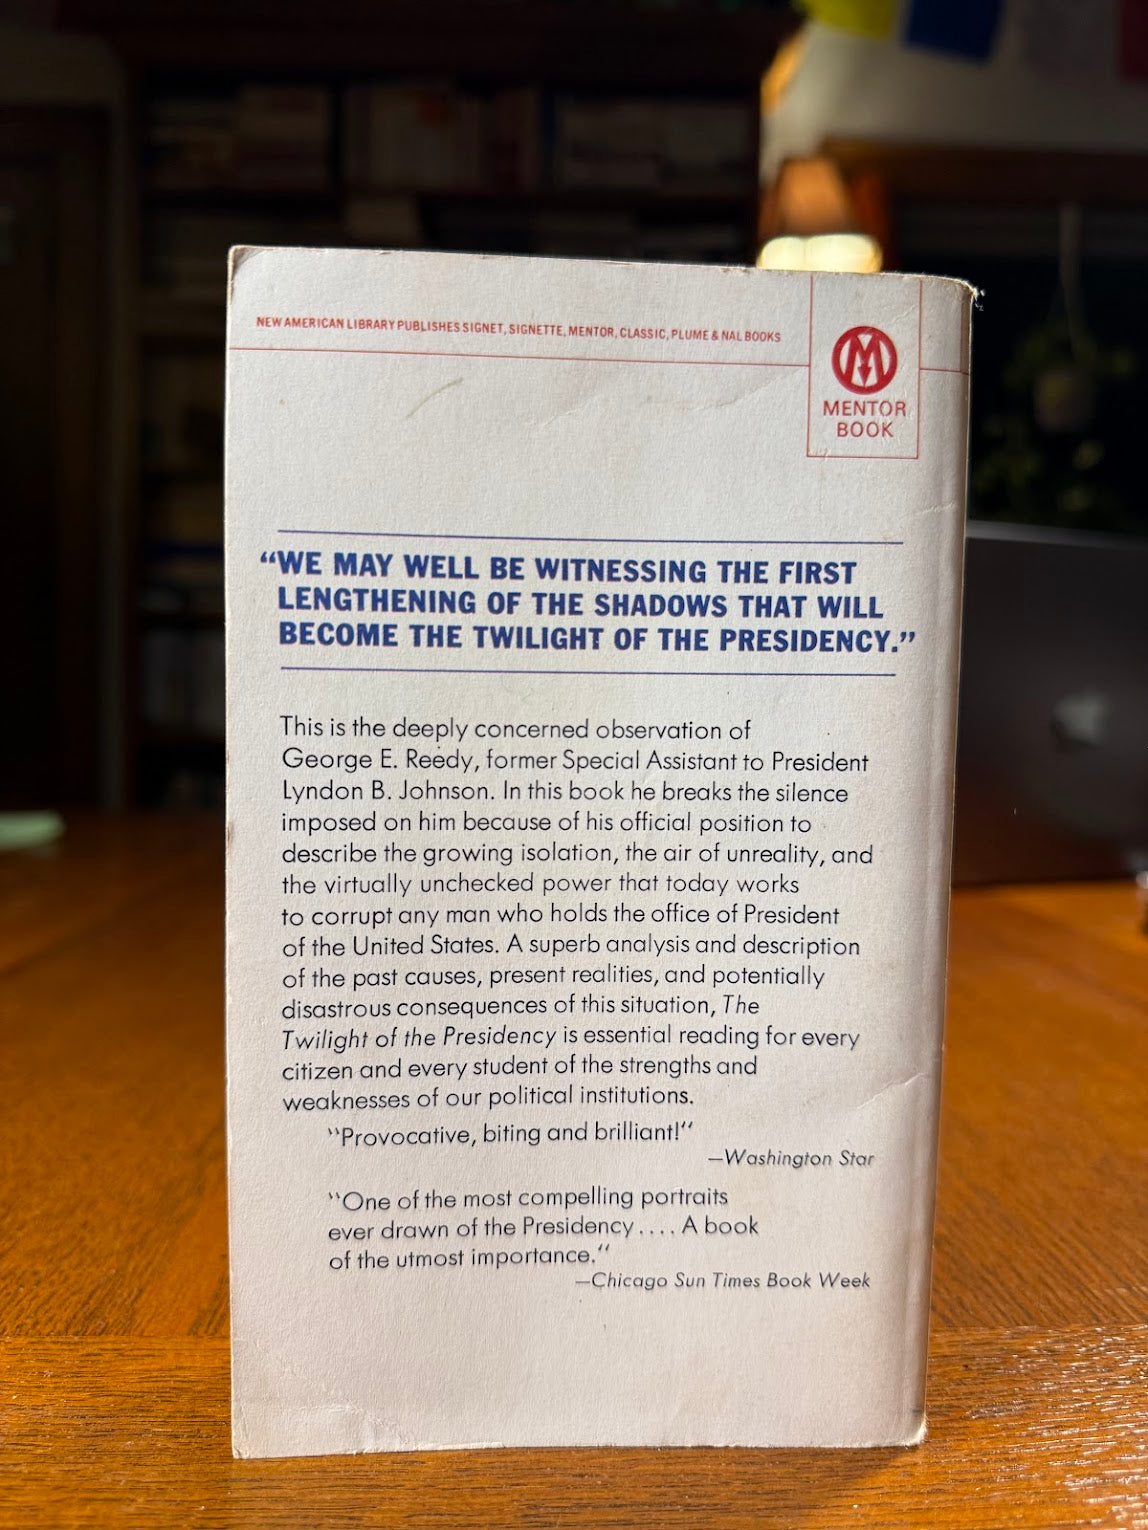 NEW AMERICAN LIBRARY PUBLISHES SIGNET, SIGNETTE, MENTOR, CLASSIC, PLUME & NAL BOOKS
M
MENTOR
BOOK
“WE MAY WELL BE WITNESSING THE FIRST
LENGTHENING OF THE SHADOWS THAT WILL
BECOME THE TWILIGHT OF THE PRESIDENCY.”
This is the deeply concerned observation of
George E. Reedy, former Special Assistant to President
Lyndon B. Johnson. In this book he breaks the silence
imposed on him because of his official position to
describe the growing isolation, the air of unreality, and
the virtually unchecked power that today works
to corrupt any man who holds the office of President
of the United States. A superb analysis and description
of the past causes, present realities, and potentially
disastrous consequences of this situation, The
Twilight of the Presidency is essential reading for every
citizen and every student of the strengths and
weaknesses of our political institutions.
“Provocative, biting and brilliant!”
—Washington Star
“One of the most compelling portraits
ever drawn of the Presidency .... A book
of the utmost importance.”
—Chicago Sun Times Book Week